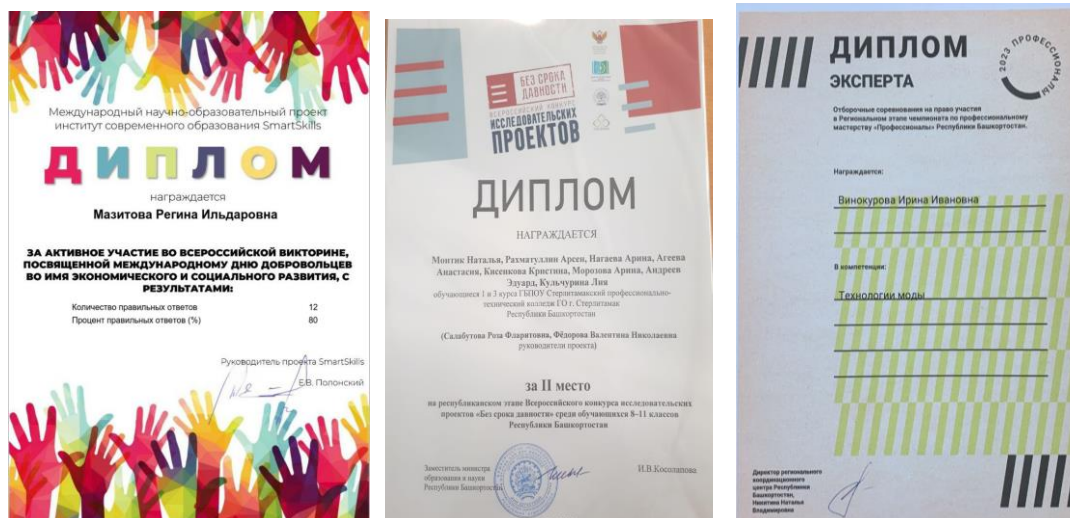 Международный научно-образовательный проект
институт современного образования SmartSkills
ДИПЛОМ
награждается
Мазитова Регина Ильдаровна
ЗА АКТИВНОЕ УЧАСТИЕ ВО ВСЕРОССИЙСКОЙ ВИКТОРИНЕ,
ПОСВЯЩЕННОЙ МЕЖДУНАРОДНОМУ ДНЮ ДОБРОВОЛЬЦЕВ
ВО ИМЯ ЭКОНОМИЧЕСКОГО И СОЦИАЛЬНОГО РАЗВИТИЯ, С
РЕЗУЛЬТАТАМИ:
Количество правильных ответов 12
Процент правильных ответов (%) 80
Руководитель проекта SmartSkills
Е.В. Полонский
БЕЗ СРОКА
ДАВНОСТИ
ВСЕРОССИЙСКИЙ КОНКУРС
ИССЛЕДОВАТЕЛЬСКИХ
ПРОЕКТОВ
ДИПЛОМ
НАГРАЖДАЕТСЯ
Монтик Наталья, Рахматуллин Арсен, Нагаева Арина, Агеева
Анастасия, Кисенкова Кристина, Морозова Арина, Андреев
Эдуард, Кульчурина Лия
обучающиеся 1 и 3 курса ГБПОУ Стерлитамакский профессионально-
технический колледж ГО г. Стерлитамак
Республики Башкортостан
(Салабутова Роза Фларитовна, Фёдорова Валентина Николаевна
руководители проекта)
за II место
на республиканском этапе Всероссийского конкурса исследовательских
проектов «Без срока давности» среди обучающихся 8–11 классов
Республики Башкортостан
Заместитель министра
образования и науки
Республики Башкортостан
И.В.Косолапова
ДИПЛОМ
ЭКСПЕРТА
2023 ПРОФЕССИОНАЛЫ
Отборочные соревнования на право участия
в Региональном этапе чемпионата по профессиональному
мастерству «Профессионалы» Республики Башкортостан.
Награждается:
Винокурова Ирина Ивановна
В компетенции:
Технологии моды
Директор регионального
координационного
центра Республики
Башкортостан,
Никитина Наталья
Владимировна